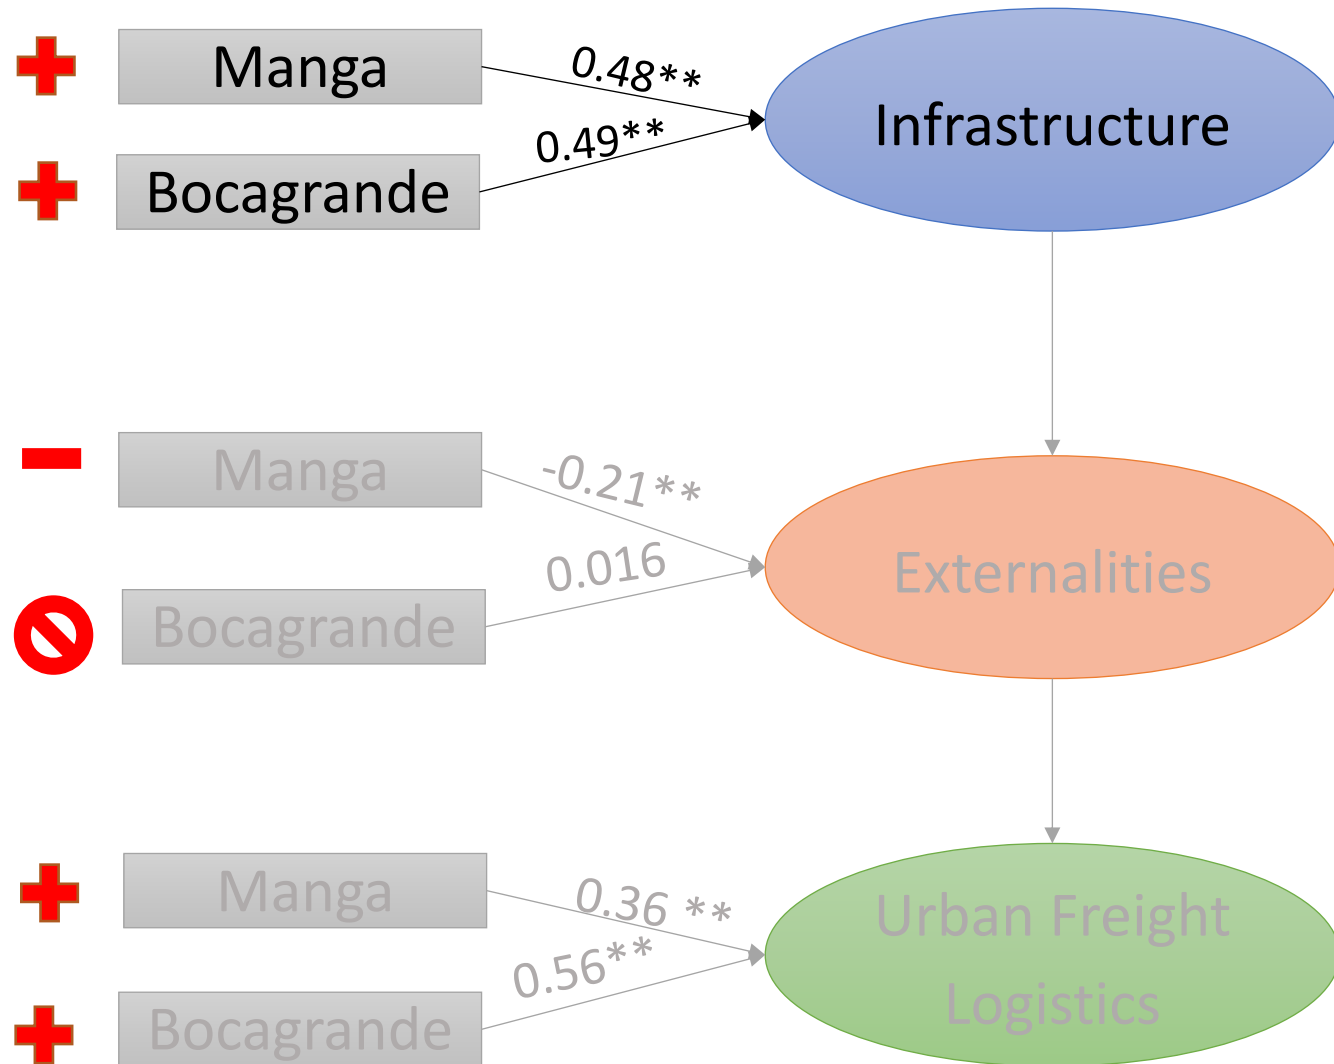 Manga
0.48**
Infrastructure
0.49**
Bocagrande
Manga
-0.21**
Externalities
0.016
Bocagrande
Manga
0.36 **
Urban Freight
Logistics
0.56**
Bocagrande